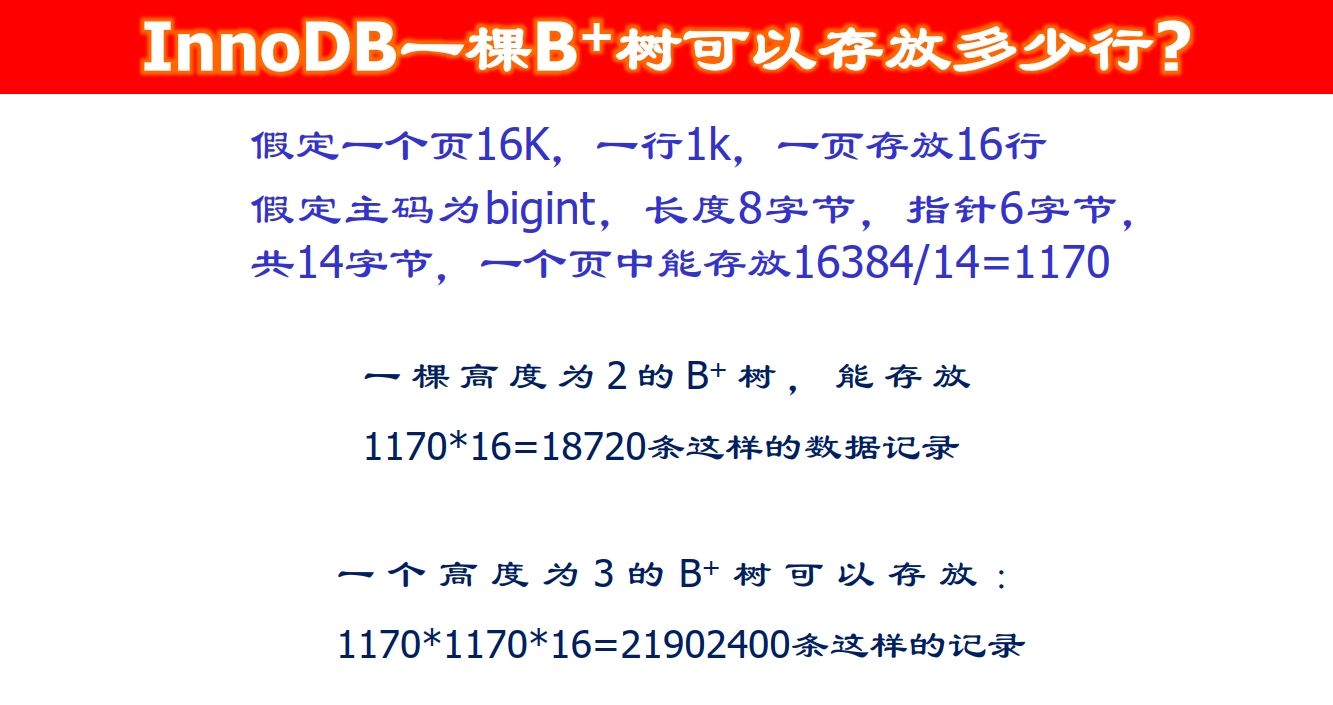 InnoDB一棵B⁺树可以存放多少行?
假定一个页16K，一行1k，一页存放16行
假定主码为bigint，长度8字节，指针6字节，
共14字节，一个页中能存放16384/14=1170
一棵高度为2的B⁺树，能存放
1170*16=18720条这样的数据记录
一个高度为3的B⁺树可以存放：
1170*1170*16=21902400条这样的记录